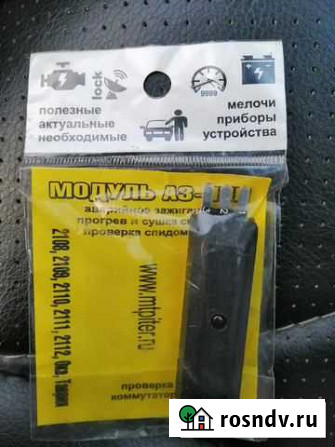 lock
9999
полезные
актуальные
необходимые
мелочи
приборы
устройства
МОДУЛЬ АЗ-
аварийное зажигание
прогрев и сушка
проверка спидом
www.mtpiter.ru
2108, 2109, 2110, 2111, 2112, Ока, Таврия
проверка
коммутатор
rosndv.ru